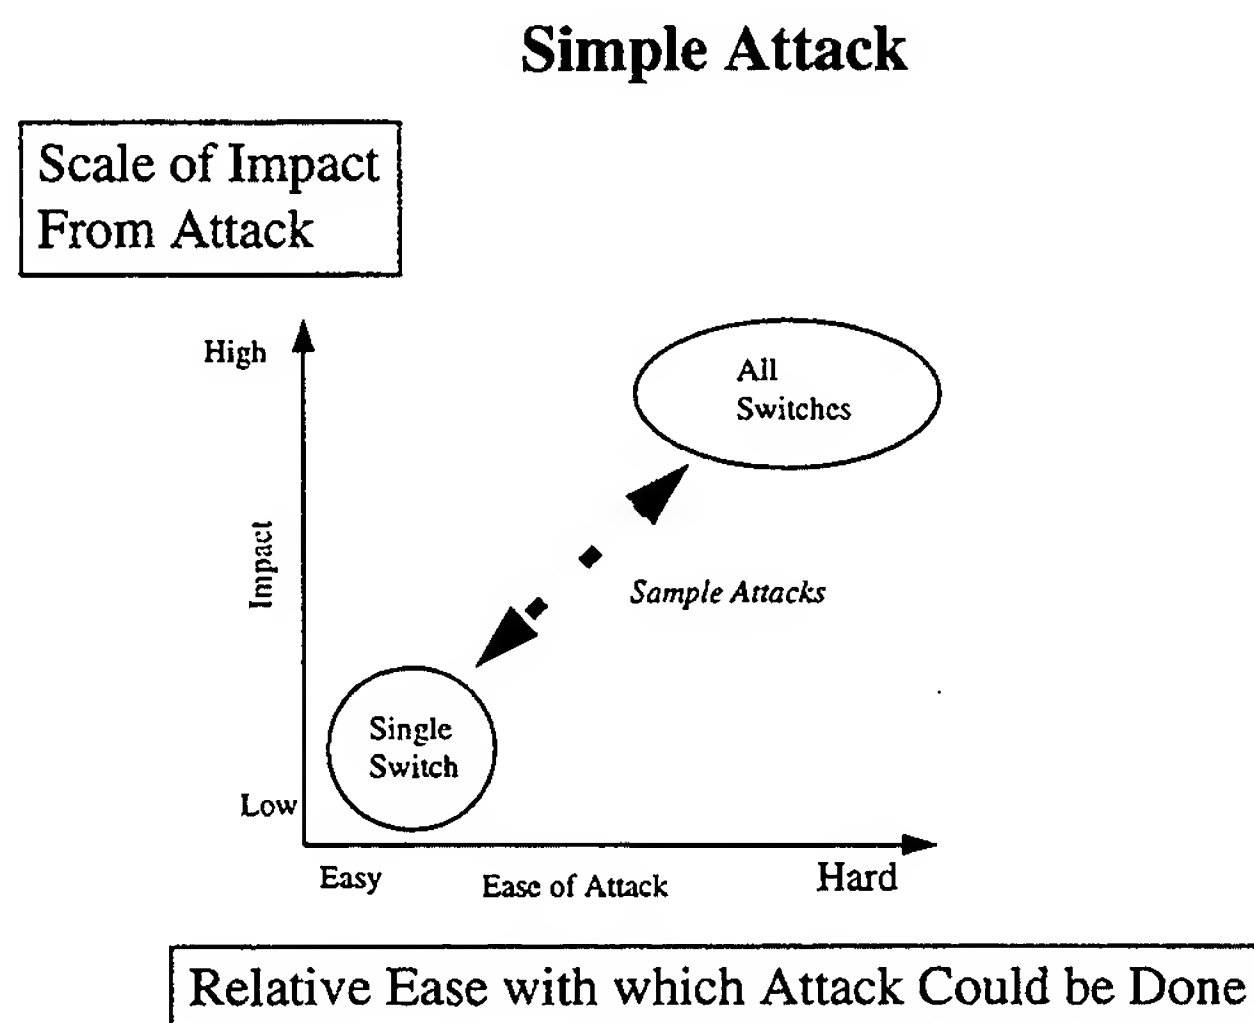 Simple Attack
Scale of Impact
From Attack
High
All
Switches
Impact
Sample Attacks
Single
Switch
Low
Easy
Ease of Attack
Hard
Relative Ease with which Attack Could be Done